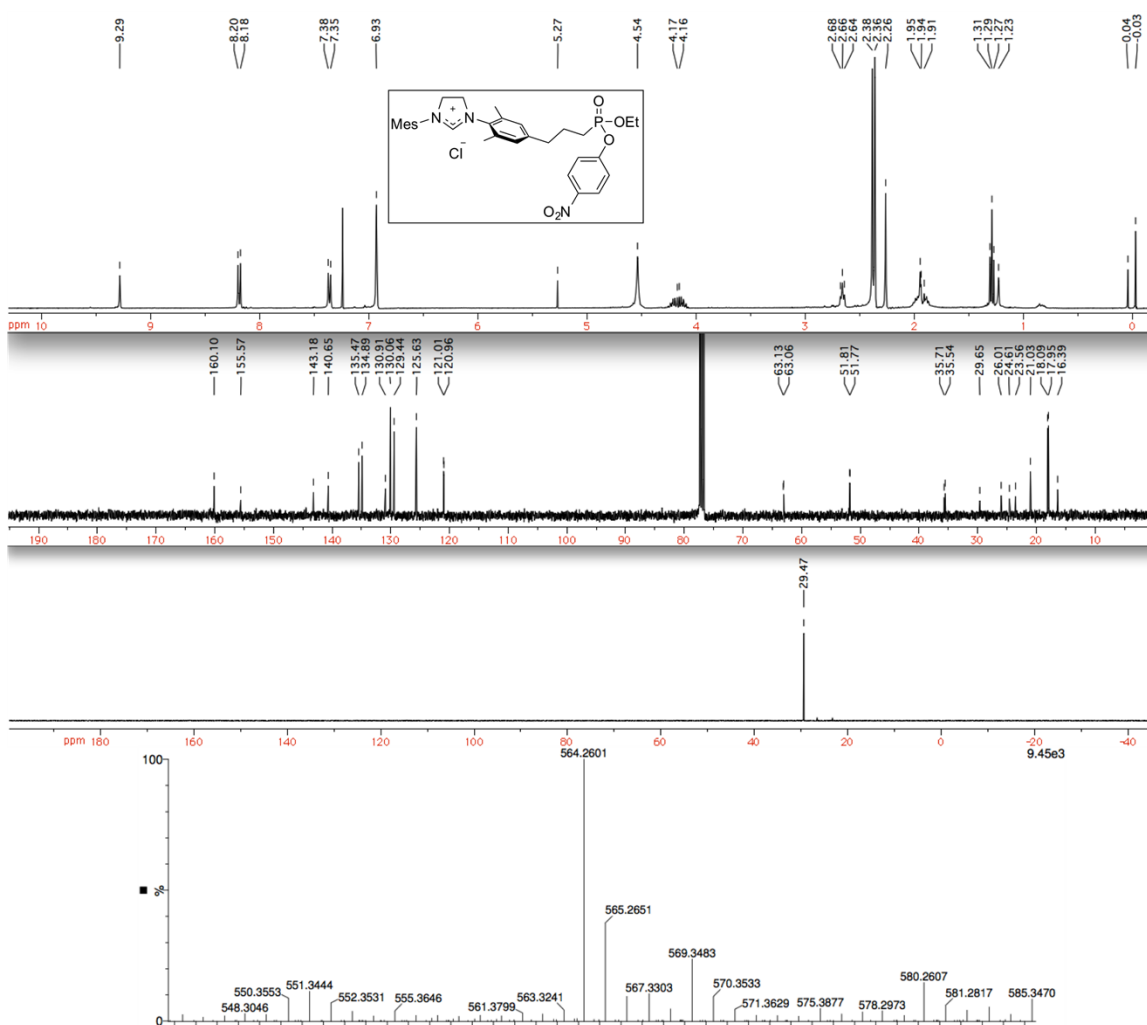 9.29 8.20 8.18 7.38 7.35 6.93 5.27 4.54 4.17 4.16 2.68 2.66 2.64 2.38 2.36 2.26 1.95 1.94 1.91 1.31 1.29 1.27 1.23 0.04 -0.03
O
P OEt
O
Mes N + N
Cl −
O2N
ppm 10 9 8 7 6 5 4 3 2 1 0
160.10 155.57 143.18 140.65 135.47 134.89 130.91 130.06 129.44 125.63 121.01 120.96 63.13 63.06 51.81 51.77 35.71 35.54 29.65 26.01 24.61 23.56 21.03 18.09 17.95 16.39
190 180 170 160 150 140 130 120 110 100 90 80 70 60 50 40 30 20 10
29.47
ppm 180 160 140 120 100 80 60 40 20 0 -20 -40
100 564.2601 9.45e3
%
565.2651
569.3483
550.3553 551.3444 567.3303 570.3533 580.2607
548.3046 552.3531 555.3646 561.3799 563.3241 571.3629 575.3877 578.2973 581.2817 585.3470
0